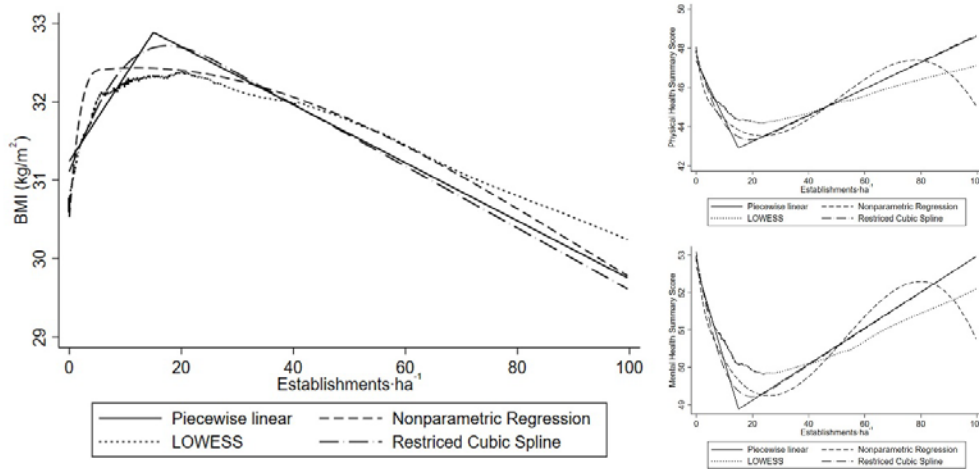 33
32
31
30
29
BMI (kg/m²)
0 20 40 60 80 100
Establishments·ha⁻¹
Piecewise linear Nonparametric Regression
LOWESS Restriced Cubic Spline
50
48
46
44
42
Physical Health Summary Score
0 20 40 60 80 100
Establishments·ha⁻¹
Piecewise linear Nonparametric Regression
LOWESS Restriced Cubic Spline
53
52
51
50
49
Mental Health Summary Score
0 20 40 60 80 100
Establishments·ha⁻¹
Piecewise linear Nonparametric Regression
LOWESS Restriced Cubic Spline